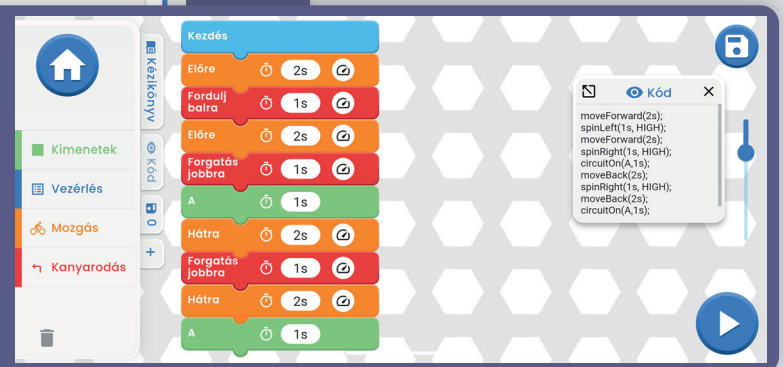 Kimenetek
Vezérlés
Mozgás
Kanyarodás
Kézikönyv
Kód
0
+
Kezdés
Előre 2s
Fordulj
balra 1s
Előre 2s
Forgatás
jobbra 1s
A 1s
Hátra 2s
Forgatás
jobbra 1s
Hátra 2s
A 1s
Kód
moveForward(2s);
spinLeft(1s, HIGH);
moveForward(2s);
spinRight(1s, HIGH);
circuitOn(A,1s);
moveBack(2s);
spinRight(1s, HIGH);
moveBack(2s);
circuitOn(A,1s);